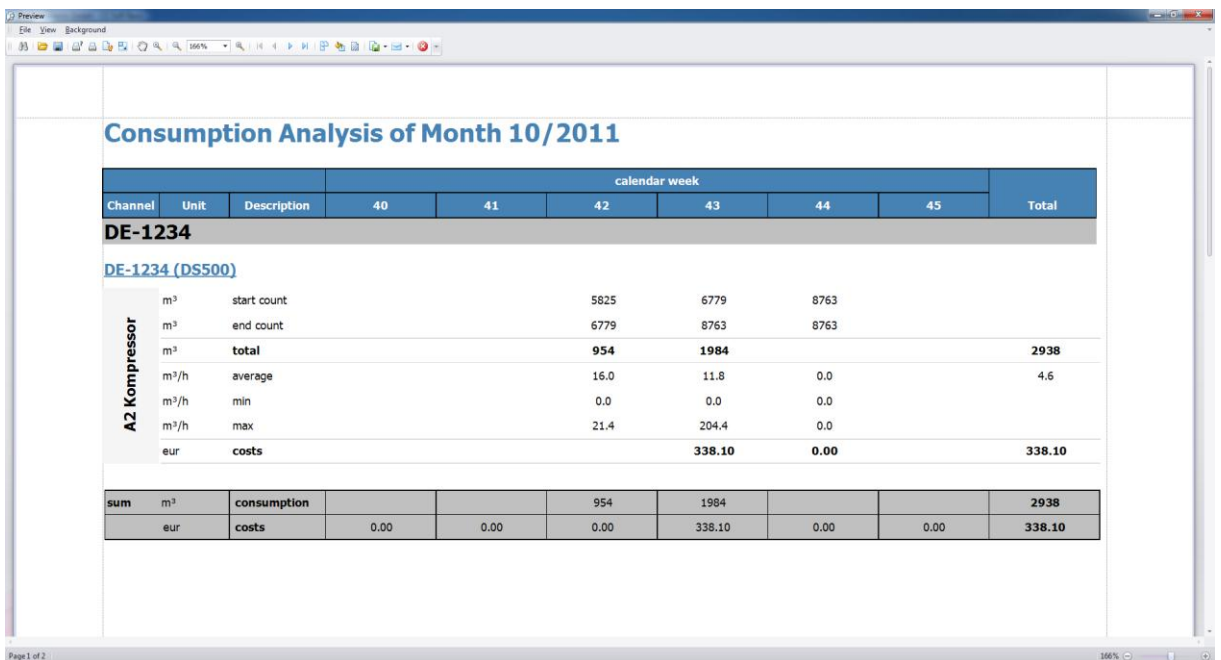 Preview
File View Background
166%
Consumption Analysis of Month 10/2011
calendar week
Channel Unit Description 40 41 42 43 44 45 Total
DE-1234
DE-1234 (DS500)
A2 Kompressor
m³ start count 5825 6779 8763
m³ end count 6779 8763 8763
m³ total 954 1984 2938
m³/h average 16.0 11.8 0.0 4.6
m³/h min 0.0 0.0 0.0
m³/h max 21.4 204.4 0.0
eur costs 338.10 0.00 338.10
sum m³ consumption 954 1984 2938
eur costs 0.00 0.00 0.00 338.10 0.00 0.00 338.10
Page 1 of 2 166%